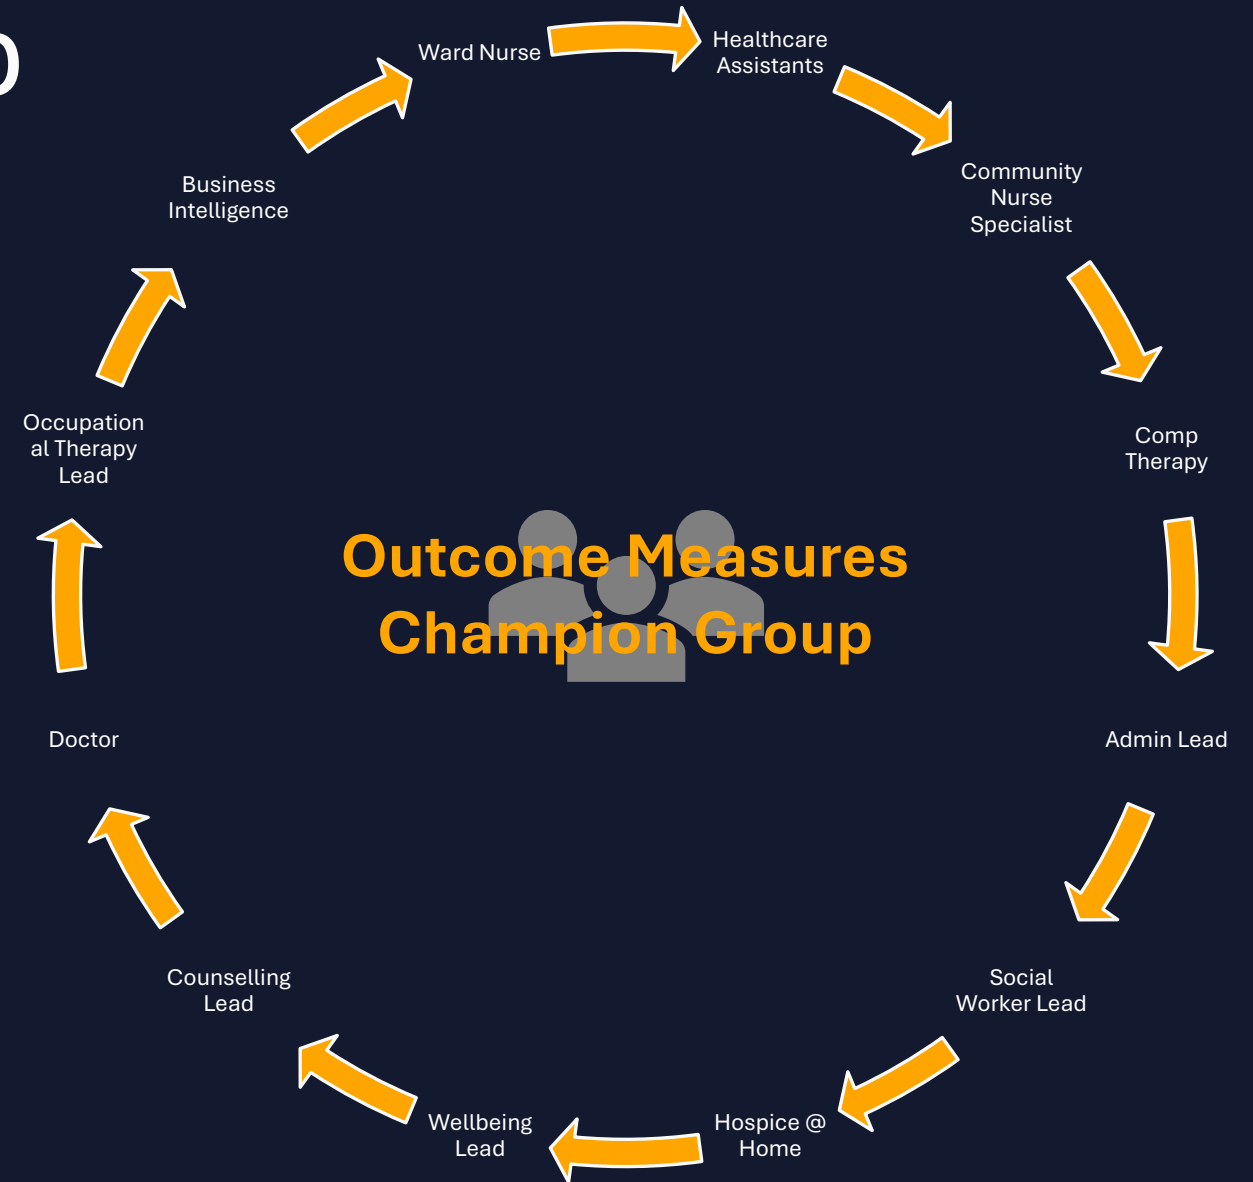 Ward Nurse
Healthcare
Assistants
Community
Nurse
Specialist
Comp
Therapy
Admin Lead
Social
Worker Lead
Hospice @
Home
Wellbeing
Lead
Counselling
Lead
Doctor
Occupation
al Therapy
Lead
Business
Intelligence
Outcome Measures
Champion Group